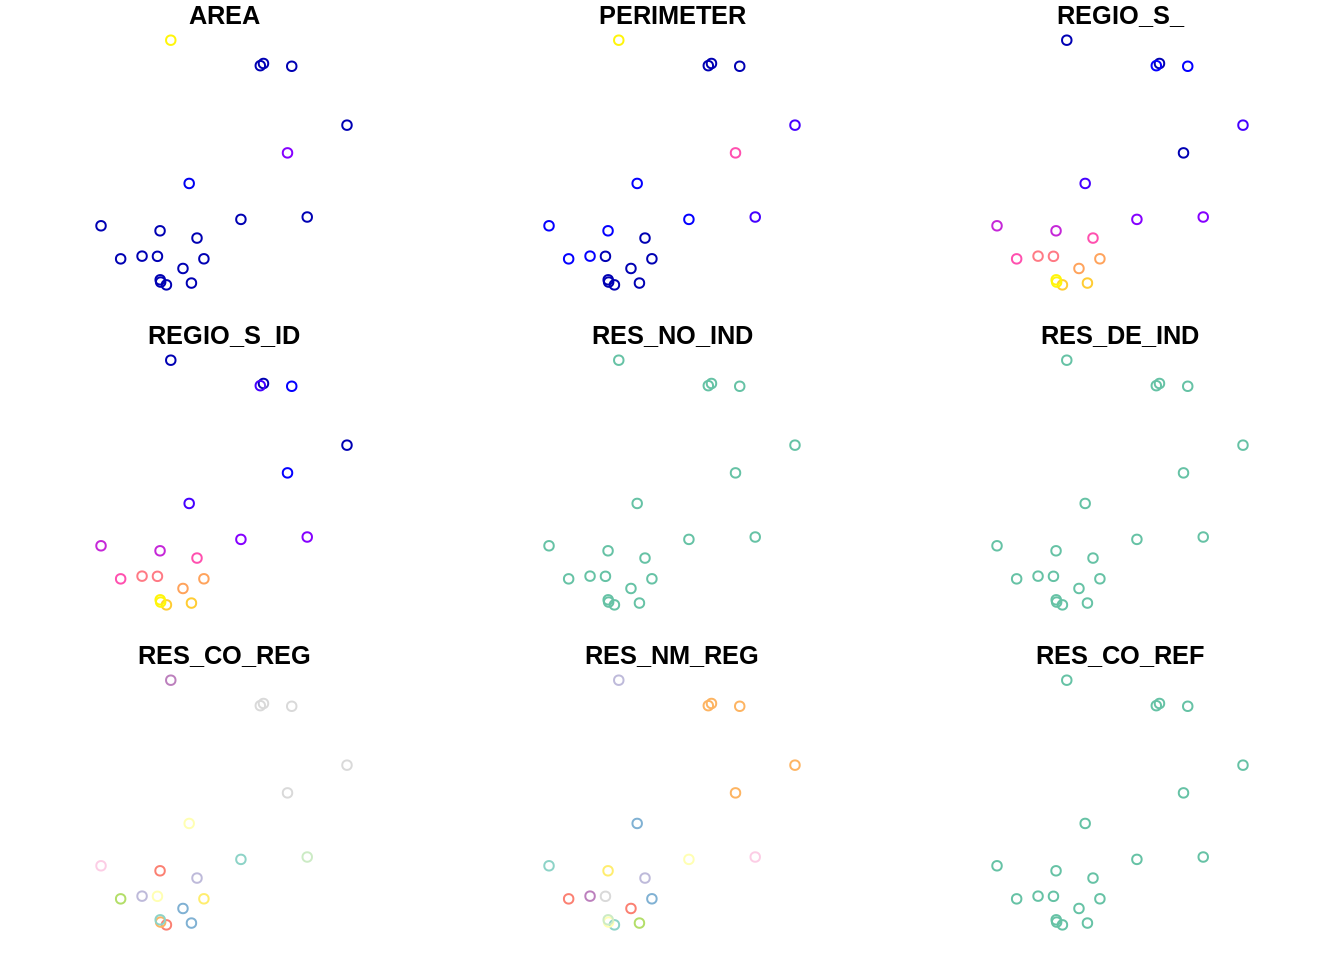 AREA
PERIMETER
REGIO_S_
REGIO_S_ID
RES_NO_IND
RES_DE_IND
RES_CO_REG
RES_NM_REG
RES_CO_REF